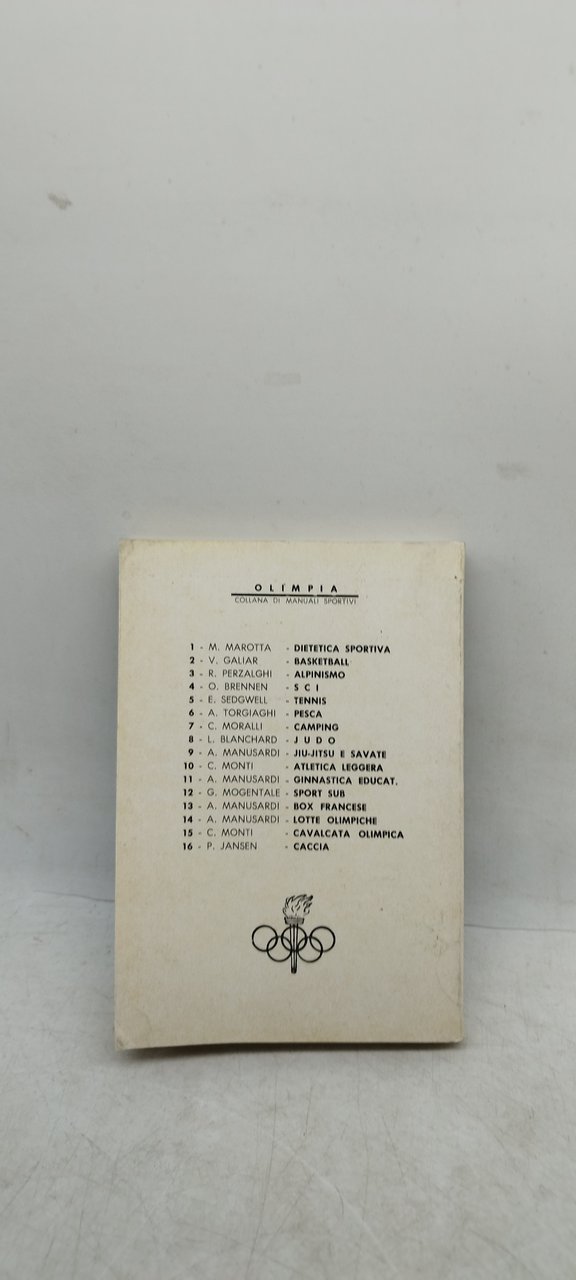 OLIMPIA
COLLANA DI MANUALI SPORTIVI
1 - M. MAROTTA - DIETETICA SPORTIVA
2 - V. GALIAR - BASKETBALL
3 - R. PERZALGHI - ALPINISMO
4 - O. BRENNEN - S C I
5 - E. SEDGWELL - TENNIS
6 - A. TORGIAGHI - PESCA
7 - C. MORALLI - CAMPING
8 - L. BLANCHARD - J U D O
9 - A. MANUSARDI - JIU-JITSU E SAVATE
10 - C. MONTI - ATLETICA LEGGERA
11 - A. MANUSARDI - GINNASTICA EDUCAT.
12 - G. MOGENTALE - SPORT SUB
13 - A. MANUSARDI - BOX FRANCESE
14 - A. MANUSARDI - LOTTE OLIMPICHE
15 - C. MONTI - CAVALCATA OLIMPICA
16 - P. JANSEN - CACCIA